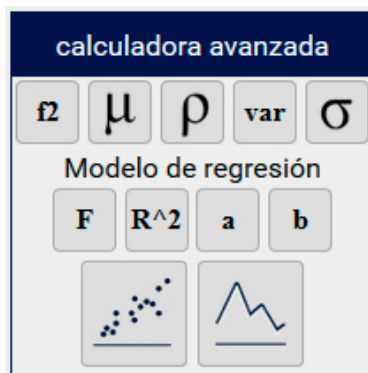 calculadora avanzada
f2 μ ρ var σ
Modelo de regresión
F R^2 a b